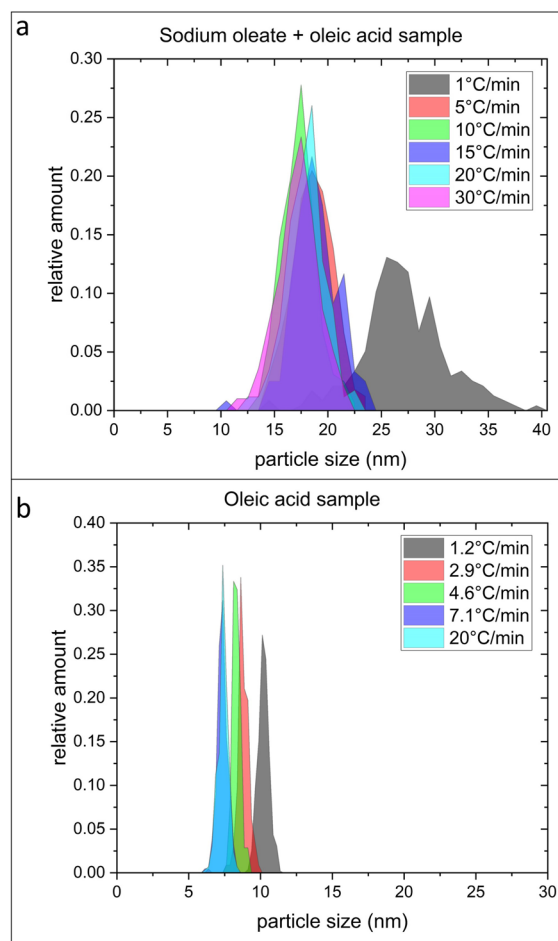 a
Sodium oleate + oleic acid sample
0.30
0.25
0.20
0.15
0.10
0.05
0.00
relative amount
1°C/min
5°C/min
10°C/min
15°C/min
20°C/min
30°C/min
0 5 10 15 20 25 30 35 40
particle size (nm)
b
Oleic acid sample
0.40
0.35
0.30
0.25
0.20
0.15
0.10
0.05
0.00
relative amount
1.2°C/min
2.9°C/min
4.6°C/min
7.1°C/min
20°C/min
0 5 10 15 20 25 30
particle size (nm)